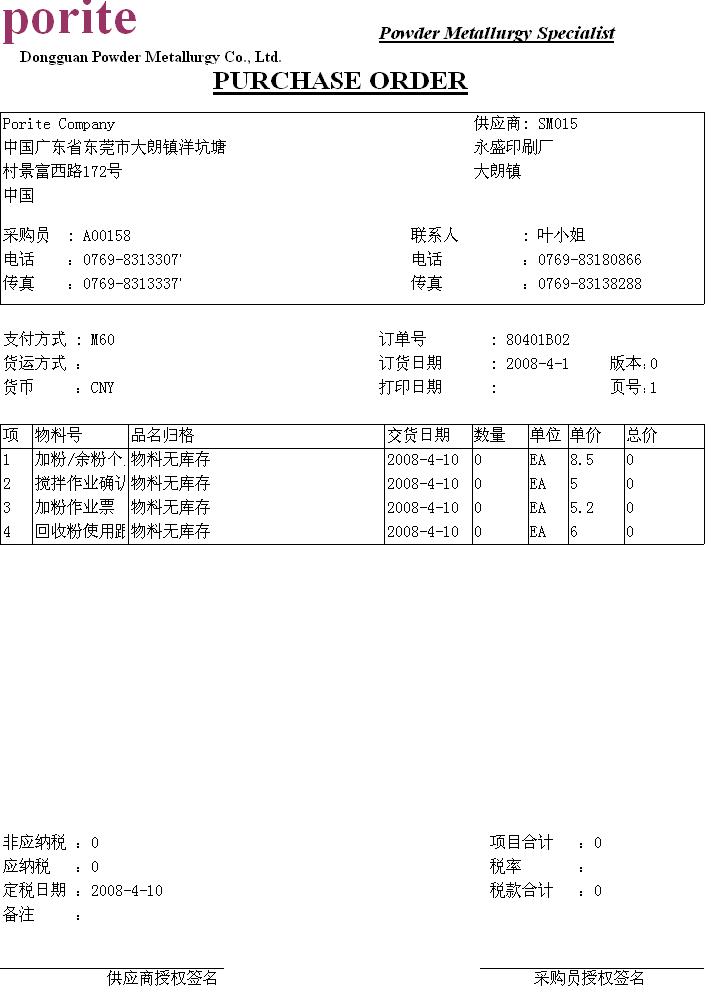 porite
Powder Metallurgy Specialist
Dongguan Powder Metallurgy Co., Ltd.
PURCHASE ORDER
Porite Company 供应商: SM015
中国广东省东莞市大朗镇洋坑塘 永盛印刷厂
村景富西路172号 大朗镇
中国
采购员 : A00158 联系人 : 叶小姐
电话 : 0769-8313307' 电话 : 0769-83180866
传真 : 0769-8313337' 传真 : 0769-83138288
支付方式 : M60 订单号 : 80401B02
货运方式 : 订货日期 : 2008-4-1 版本:0
货币 : CNY 打印日期 : 页号:1
项 物料号 品名归格 交货日期 数量 单位 单价 总价
1 加粉/余粉个. 物料无库存 2008-4-10 0 EA 8.5 0
2 搅拌作业确认 物料无库存 2008-4-10 0 EA 5 0
3 加粉作业票 物料无库存 2008-4-10 0 EA 5.2 0
4 回收粉使用 物料无库存 2008-4-10 0 EA 6 0
非应纳税 : 0 项目合计 : 0
应纳税 : 0 税率 :
定税日期 : 2008-4-10 税款合计 : 0
备注 :
供应商授权签名 采购员授权签名